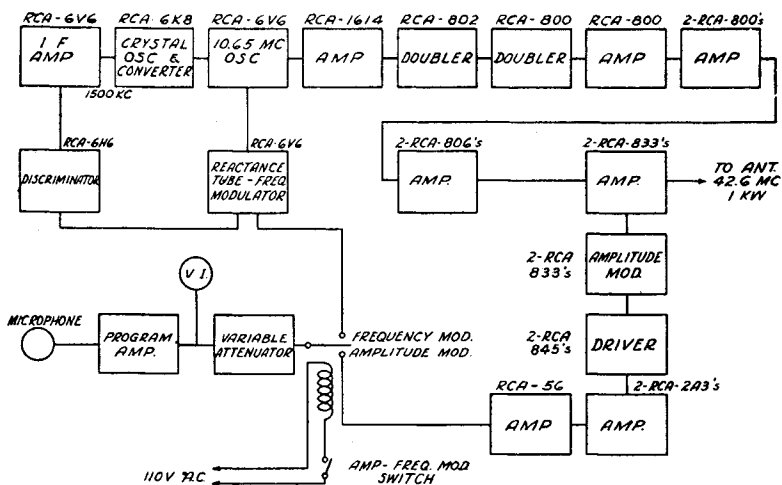 RCA-6V6
RCA-6K8
RCA-6V6
RCA-1614
RCA-802
RCA-800
RCA-800
2-RCA-800's
I F
AMP
CRYSTAL
OSC &
CONVERTER
10.65 MC
OSC
AMP
DOUBLER
DOUBLER
AMP
AMP
1500 KC
RCA-6H6
DISCRIMINATOR
RCA-6V6
REACTANCE
TUBE-FREQ
MODULATOR
2-RCA-806's
AMP.
2-RCA-833's
AMP.
TO ANT.
42.6 MC
1 KW
2-RCA
833's
AMPLITUDE
MOD.
V I.
MICROPHONE
PROGRAM
AMP.
VARIABLE
ATTENUATOR
FREQUENCY MOD.
AMPLITUDE MOD.
2-RCA
845's
DRIVER
RCA-56
AMP
2-RCA-2A3's
AMP.
110V A.C.
AMP-FREQ. MOD.
SWITCH